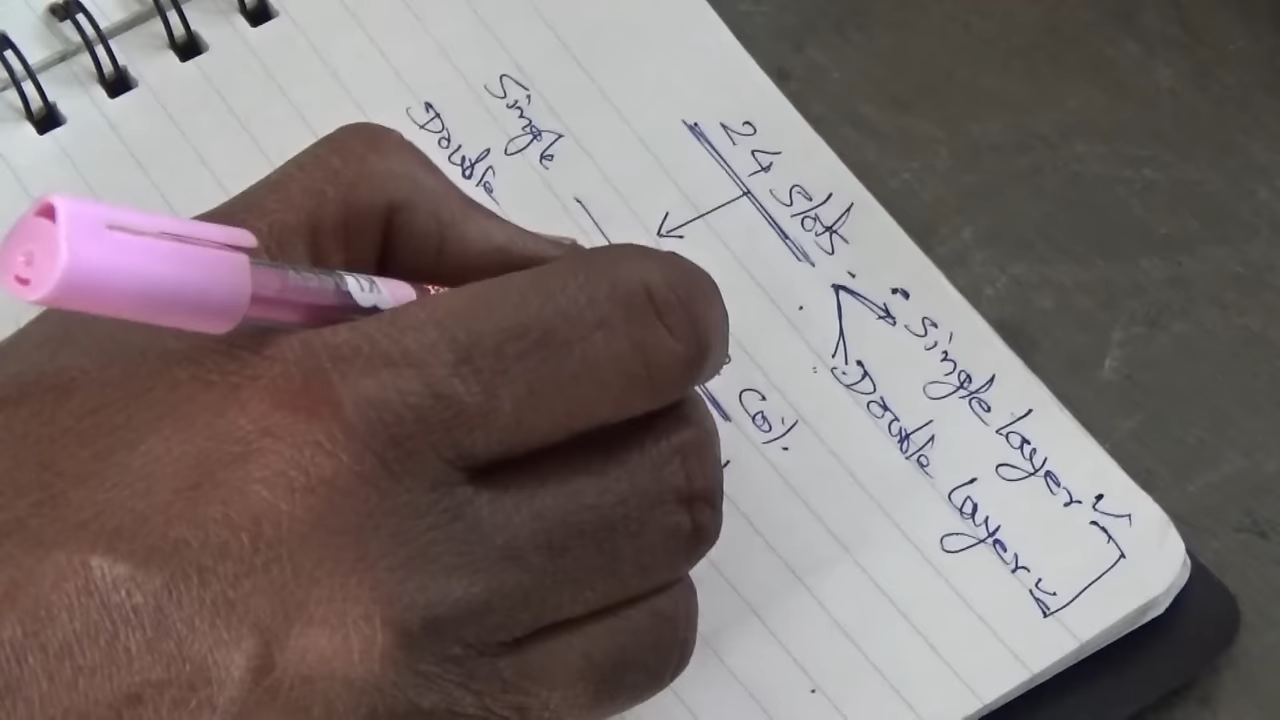 24 slots.
Single layer
Double layer
Single
Double
Coil.